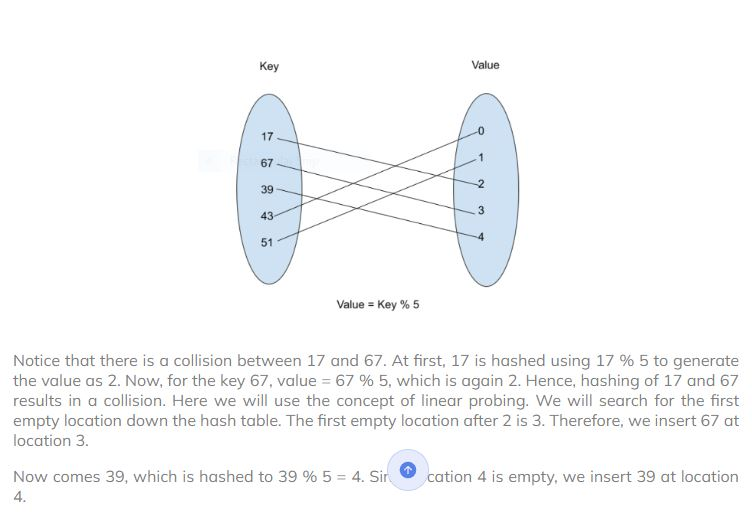 Key
Value
17
67
39
43
51
0
1
2
3
4
Value = Key % 5
Notice that there is a collision between 17 and 67. At first, 17 is hashed using 17 % 5 to generate
the value as 2. Now, for the key 67, value = 67 % 5, which is again 2. Hence, hashing of 17 and 67
results in a collision. Here we will use the concept of linear probing. We will search for the first
empty location down the hash table. The first empty location after 2 is 3. Therefore, we insert 67 at
location 3.
Now comes 39, which is hashed to 39 % 5 = 4. cation 4 is empty, we insert 39 at location
4.